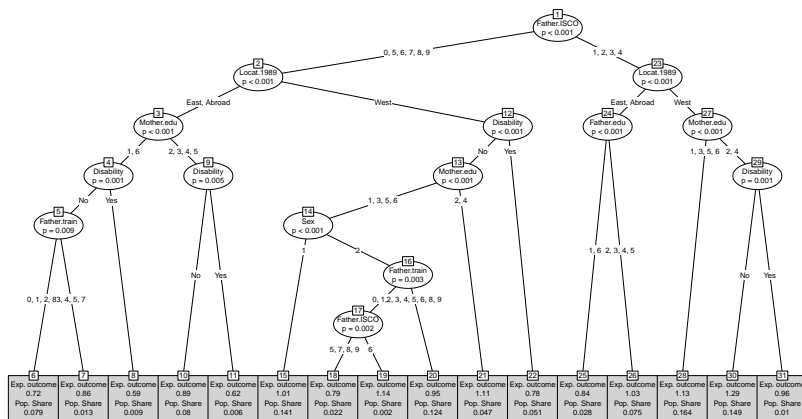 1
Father.ISCO
p < 0.001
0, 5, 6, 7, 8, 9
1, 2, 3, 4
2
Locat.1989
p < 0.001
23
Locat.1989
p < 0.001
East, Abroad
West
East, Abroad
West
3
Mother.edu
p < 0.001
12
Disability
p < 0.001
24
Father.edu
p < 0.001
27
Mother.edu
p < 0.001
1, 6
2, 3, 4, 5
No
Yes
1, 3, 5, 6
2, 4
4
Disability
p = 0.001
9
Disability
p = 0.005
13
Mother.edu
p < 0.001
29
Disability
p = 0.001
No
Yes
1, 3, 5, 6
2, 4
5
Father.train
p = 0.009
14
Sex
p < 0.001
1
2
1, 6
2, 3, 4, 5
16
Father.train
p = 0.003
No
Yes
No
Yes
0, 1, 2, 8
3, 4, 5, 7
0, 1
2, 3, 4, 5, 6, 8, 9
17
Father.ISCO
p = 0.002
5, 7, 8, 9
6
6
Exp. outcome
0.72
Pop. Share
0.079
7
Exp. outcome
0.86
Pop. Share
0.013
8
Exp. outcome
0.59
Pop. Share
0.009
10
Exp. outcome
0.89
Pop. Share
0.08
11
Exp. outcome
0.62
Pop. Share
0.006
15
Exp. outcome
1.01
Pop. Share
0.141
18
Exp. outcome
0.79
Pop. Share
0.022
19
Exp. outcome
1.14
Pop. Share
0.002
20
Exp. outcome
0.95
Pop. Share
0.124
21
Exp. outcome
1.11
Pop. Share
0.047
22
Exp. outcome
0.78
Pop. Share
0.051
25
Exp. outcome
0.84
Pop. Share
0.028
26
Exp. outcome
1.03
Pop. Share
0.075
28
Exp. outcome
1.13
Pop. Share
0.164
30
Exp. outcome
1.29
Pop. Share
0.149
31
Exp. outcome
0.96
Pop. Share
0.01